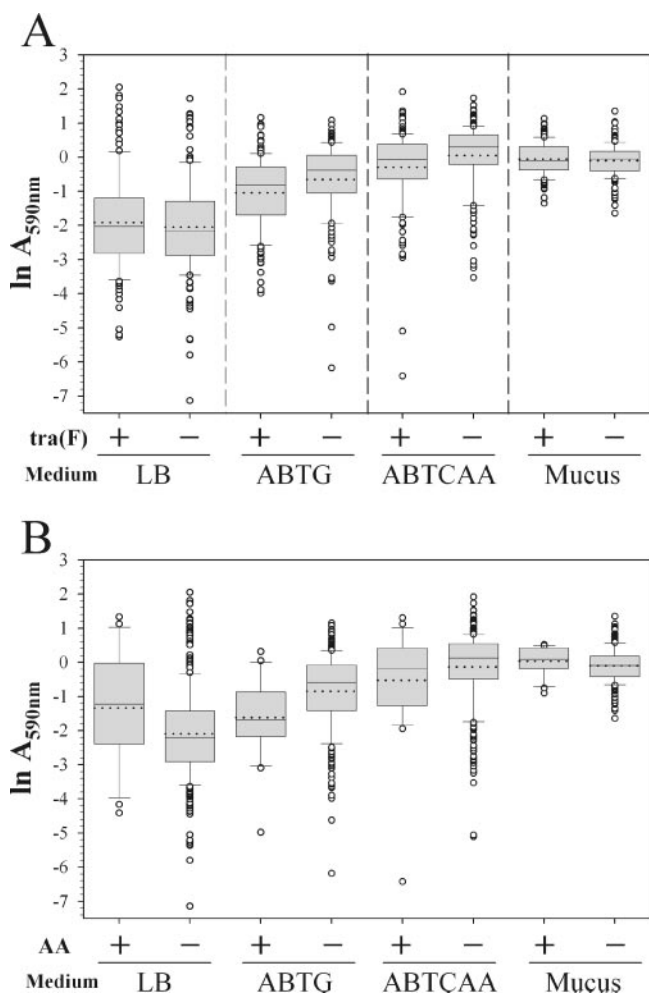 A
3
2
1
0
-1
-2
-3
-4
-5
-6
-7
ln A590nm
tra(F) + − + − + − + −
Medium LB ABTG ABTCAA Mucus
B
3
2
1
0
-1
-2
-3
-4
-5
-6
-7
ln A590nm
AA + − + − + − + −
Medium LB ABTG ABTCAA Mucus